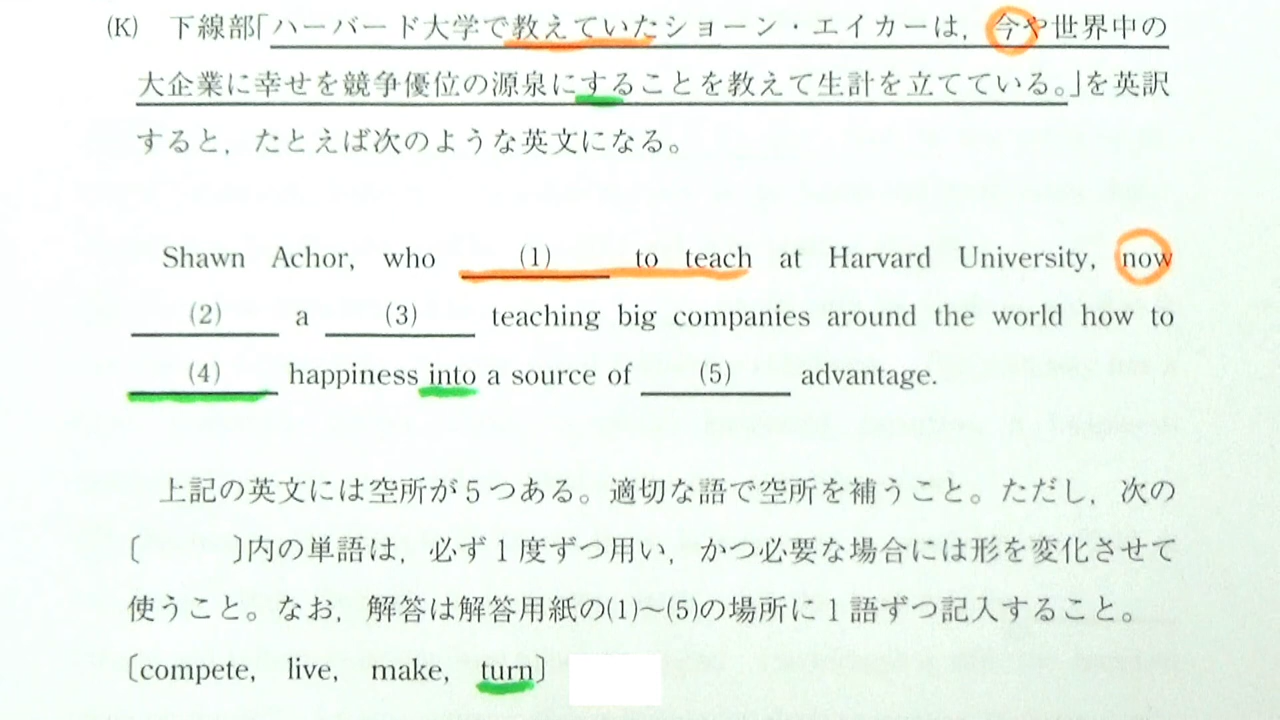 (K) 下線部「ハーバード大学で教えていたショーン・エイカーは，今や世界中の
大企業に幸せを競争優位の源泉にすることを教えて生計を立てている。」を英訳
すると，たとえば次のような英文になる。
Shawn Achor, who (1) to teach at Harvard University, now
(2) a (3) teaching big companies around the world how to
(4) happiness into a source of (5) advantage.
上記の英文には空所が5つある。適切な語で空所を補うこと。ただし，次の
〔 〕内の単語は，必ず1度ずつ用い，かつ必要な場合には形を変化させて
使うこと。なお，解答は解答用紙の(1)～(5)の場所に1語ずつ記入すること。
〔compete, live, make, turn〕